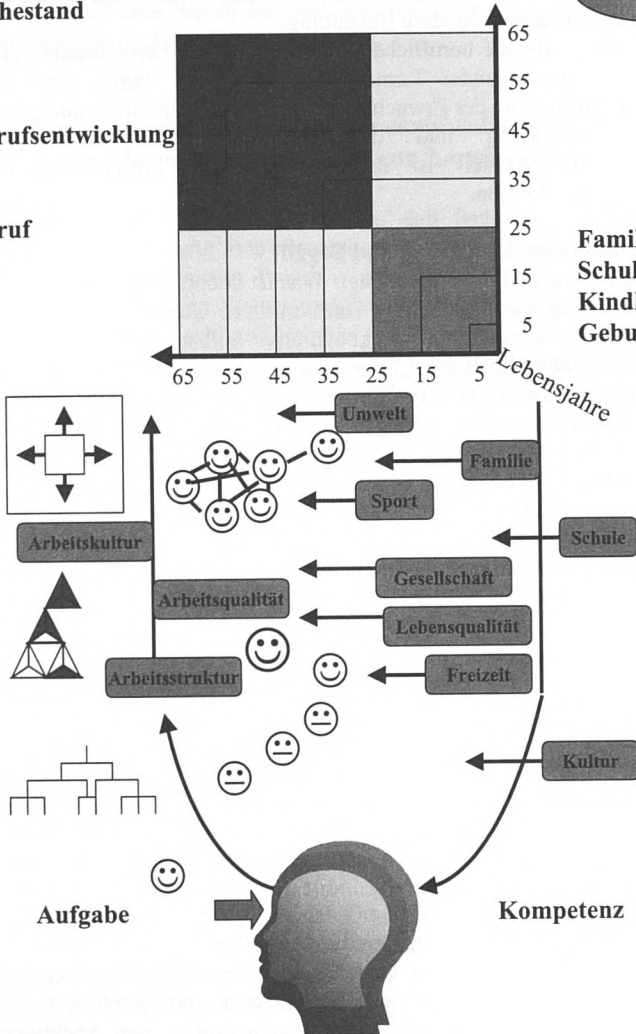 hestand
rufsentwicklung
ruf
65
55
45
35
25
15
5
Famil
Schul
Kindl
Gebu
65 55 45 35 25 15 5
Lebensjahre
Umwelt
Familie
Sport
Arbeitskultur
Schule
Gesellschaft
Arbeitsqualität
Lebensqualität
Arbeitsstruktur
Freizeit
Kultur
Aufgabe
Kompetenz